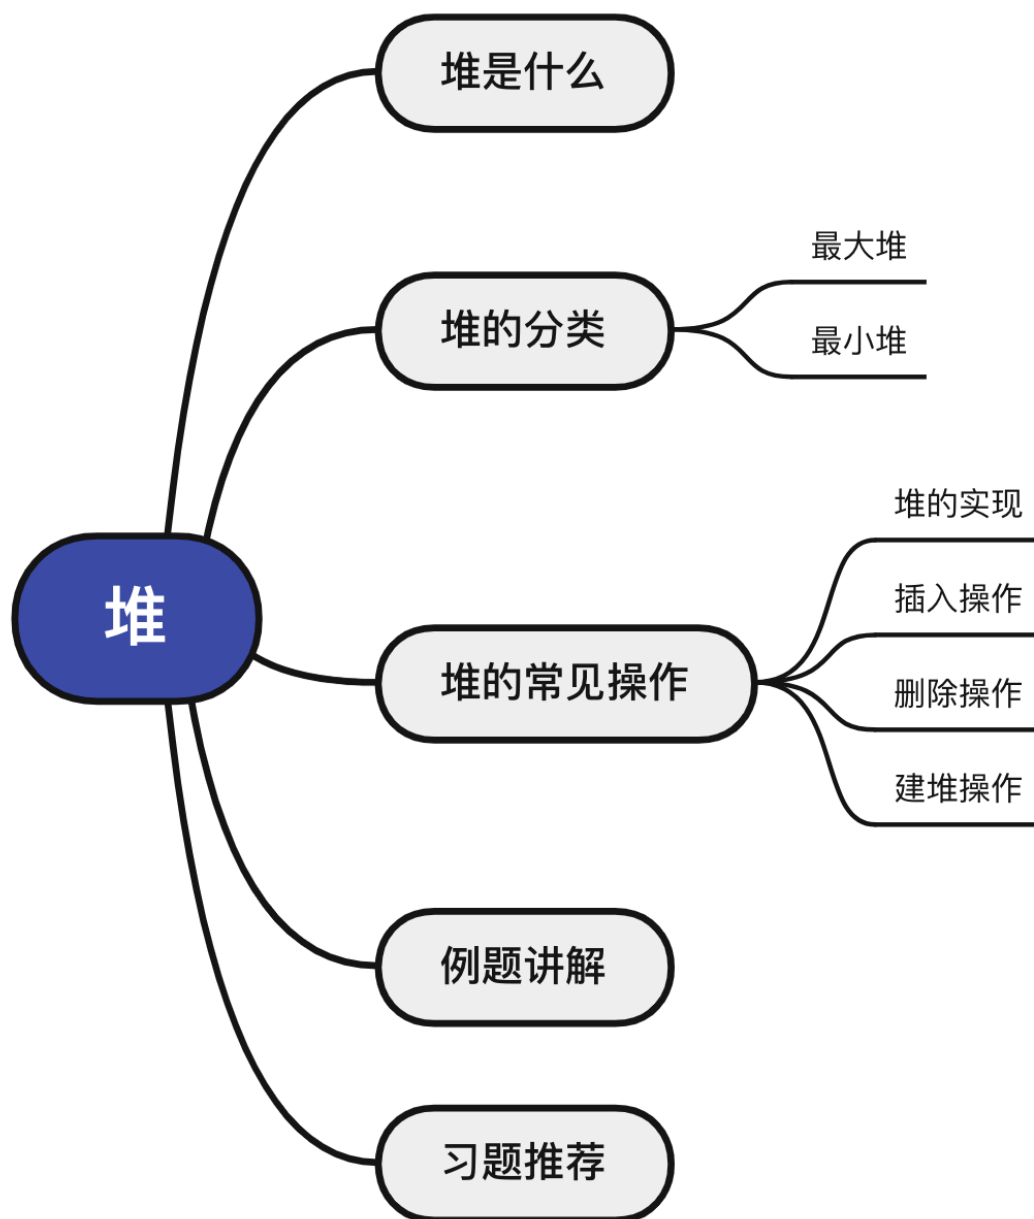 堆
堆是什么
堆的分类
最大堆
最小堆
堆的常见操作
堆的实现
插入操作
删除操作
建堆操作
例题讲解
习题推荐